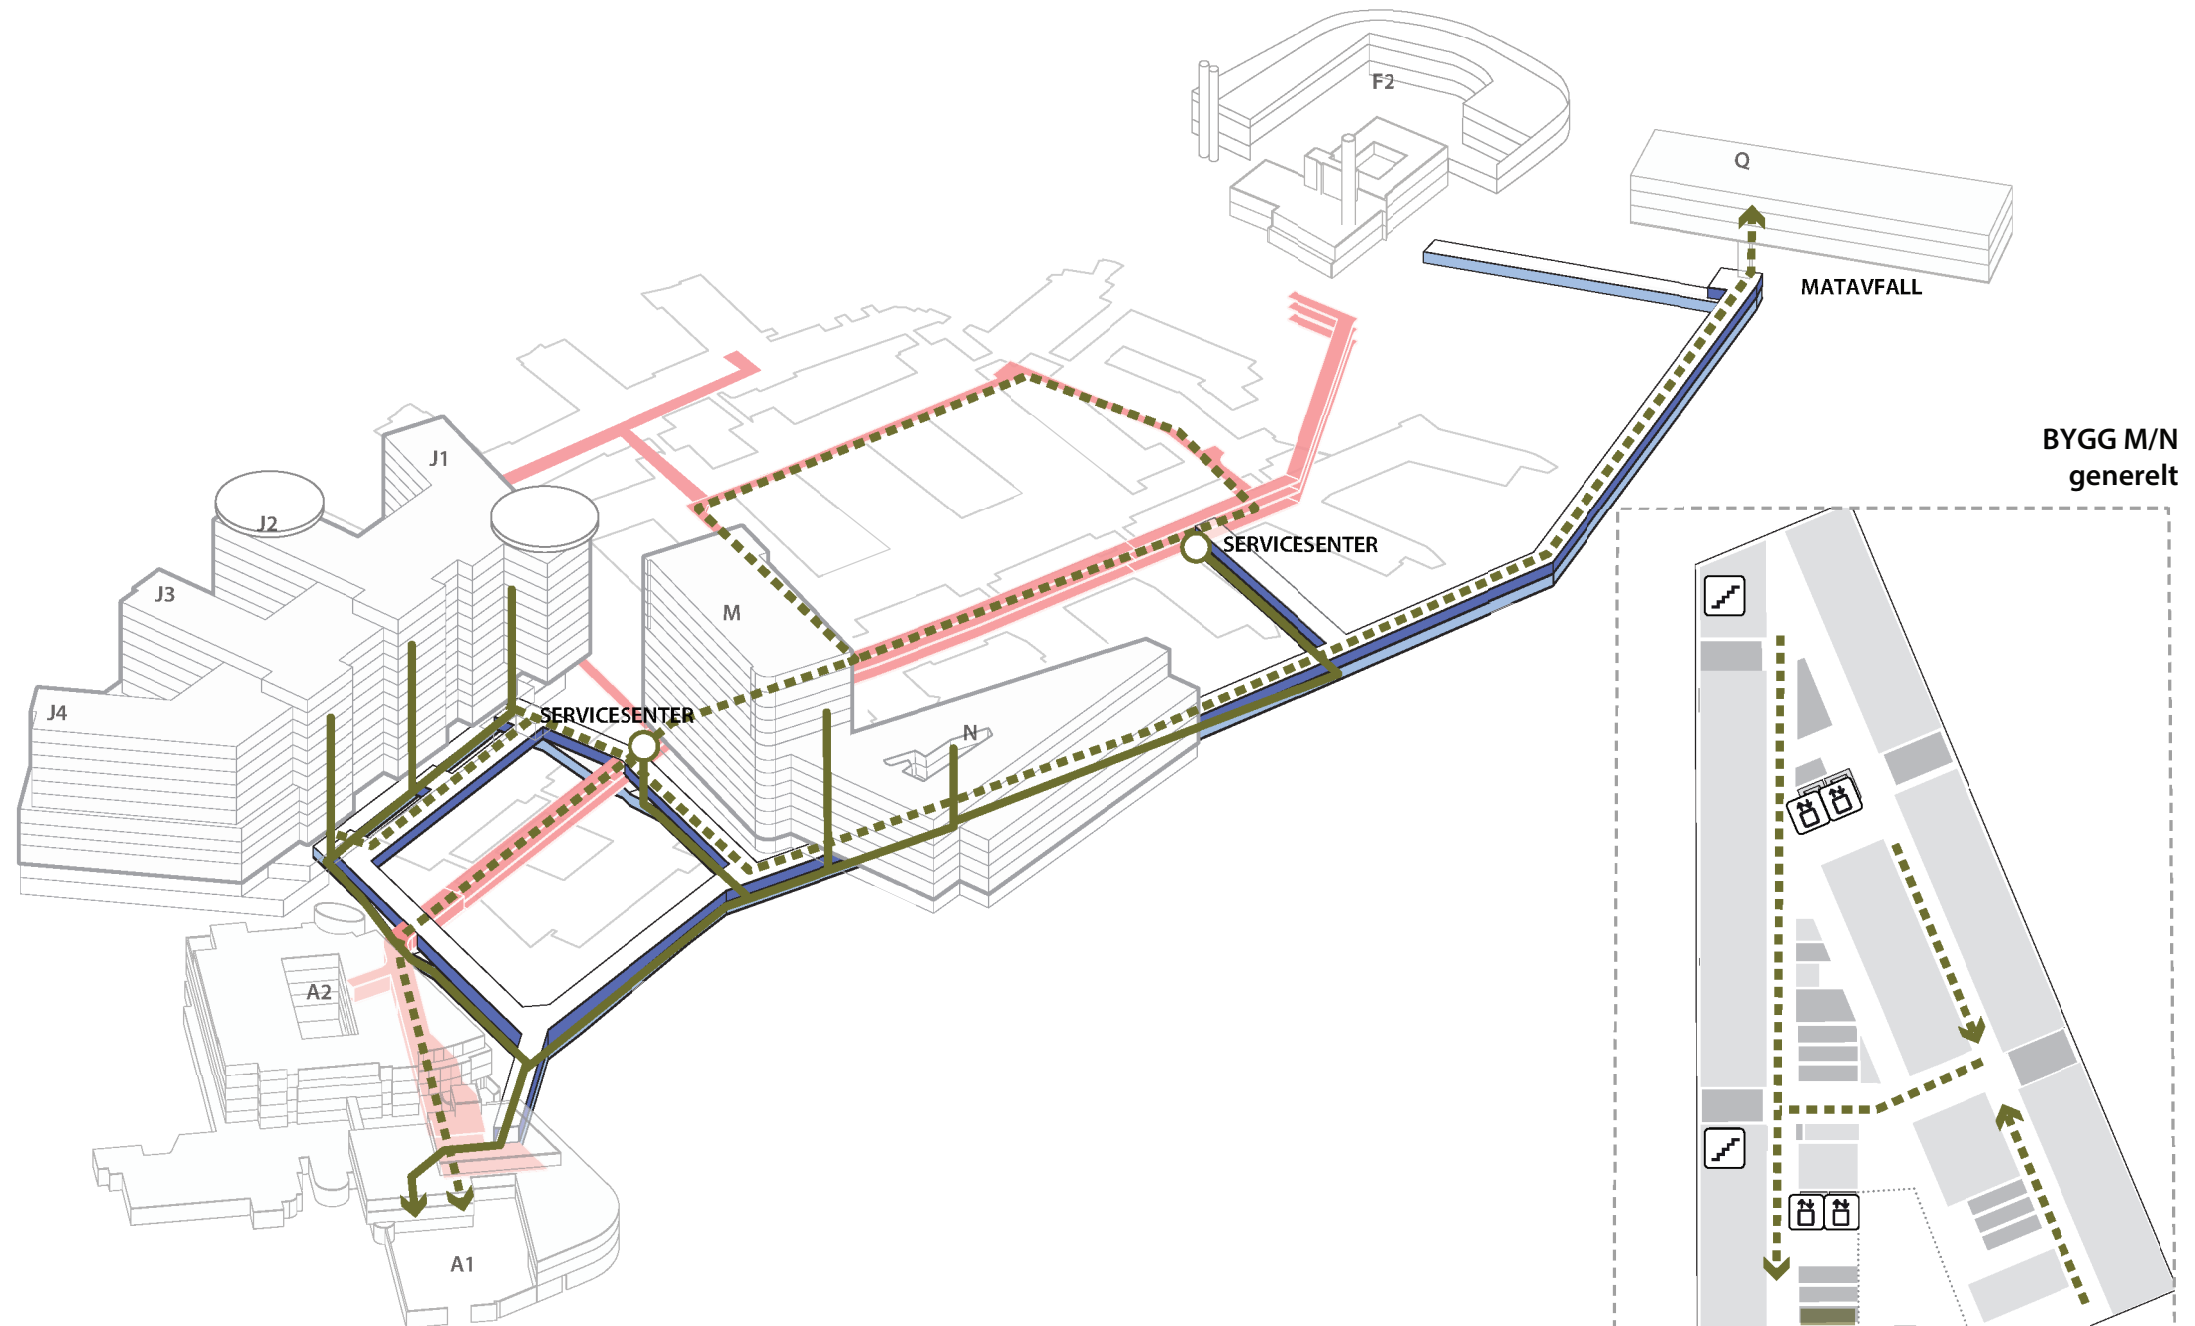 F2
Q
MATAVFALL
BYGG M/N
generelt
J1
J2
SERVICESENTER
J3
M
J4
SERVICESENTER
N
A2
A1